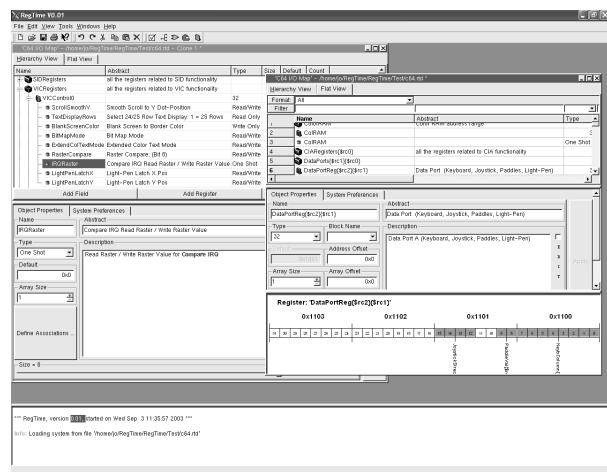 RegTime V0.01
File Edit View Tools Windows Help
"C64 I/O Map" - /home/jo/RegTime/RegTime/Test/c64.rtd - Clone 1 *
Hierarchy View Flat View
Name Abstract Type Size Default Count
SIDRegisters all the registers related to SID functionality
VICRegisters all the registers related to VIC functionality
VICControl0 32
ScrollSmoothV Smooth Scroll to V Dot-Position Read/Write
TextDisplayRows Select 24/25 Row Text Display: 1 = 25 Rows Read Only
BlankScreenColor Blank Screen to Border Color Write Only
BitMapMode Bit Map Mode Read/Write
ExtendColTextMode Extended Color Text Mode Read/Write
RasterCompare Raster Compare: (Bit 8) Read/Write
IRQRaster Compare IRQ Read Raster / Write Raster Value One Shot
LightPenLatchX Light-Pen Latch X Pos Read/Write
LightPenLatchY Light-Pen Latch Y Pos Read/Write
Add Field Add Register
Object Properties System Preferences
Name Abstract
IRQRaster Compare IRQ Read Raster / Write Raster Value
Type Description
One Shot Read Raster / Write Raster Value for Compare IRQ
Default
0x0
Array Size
1
Define Associations ...
Size = 8
"C64 I/O Map" - /home/jo/RegTime/RegTime/Test/c64.rtd *
Hierarchy View Flat View
Format: All
Filter
Name Abstract Type
1 ColorRAM Color RAM address range
2 ColRAM
3 ColRAM One Shot
4 CIARegisters[$rc0] all the registers related to CIA functionality
5 DataPorts[$rc1][$rc0]
6 DataPortReg[$rc2][$rc1] Data Port (Keyboard, Joystick, Paddles, Light-Pen)
Object Properties System Preferences
Name Abstract
DataPortReg[$rc2][$rc1] Data Port (Keyboard, Joystick, Paddles, Light-Pen)
Type Block Name Description
32 Data Port A (Keyboard, Joystick, Paddles, Light-Pen)
Address Offset
0x0
Array Size Array Offset
1 0x0
Apply
Register: 'DataPortReg[$rc2][$rc1]'
0x1103 0x1102 0x1101 0x1100
*** RegTime, version 0.01, started on Wed Sep 3 11:35:57 2003 ***
Info: Loading system from file '/home/jo/RegTime/RegTime/Test/c64.rtd'